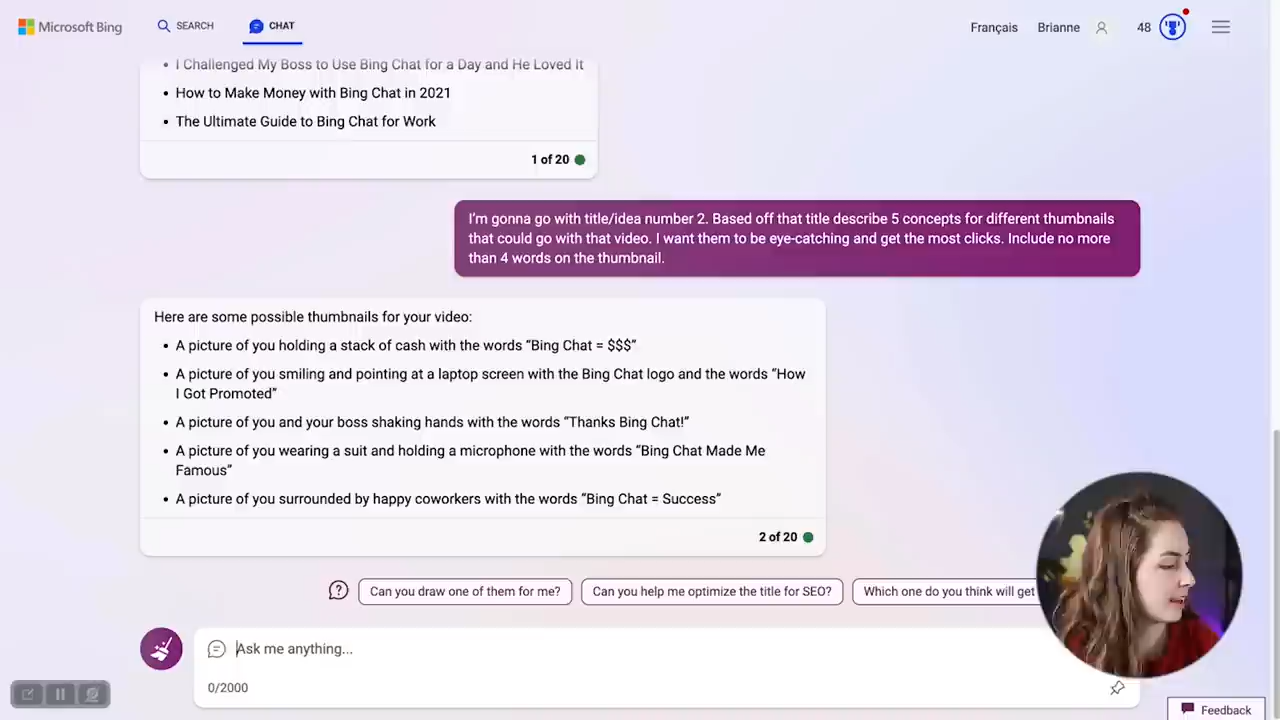 Microsoft Bing
SEARCH
CHAT
Français
Brianne
48
• I Challenged My Boss to Use Bing Chat for a Day and He Loved It
• How to Make Money with Bing Chat in 2021
• The Ultimate Guide to Bing Chat for Work
1 of 20
I'm gonna go with title/idea number 2. Based off that title describe 5 concepts for different thumbnails
that could go with that video. I want them to be eye-catching and get the most clicks. Include no more
than 4 words on the thumbnail.
Here are some possible thumbnails for your video:
• A picture of you holding a stack of cash with the words “Bing Chat = $$$”
• A picture of you smiling and pointing at a laptop screen with the Bing Chat logo and the words “How
I Got Promoted”
• A picture of you and your boss shaking hands with the words “Thanks Bing Chat!”
• A picture of you wearing a suit and holding a microphone with the words “Bing Chat Made Me
Famous”
• A picture of you surrounded by happy coworkers with the words “Bing Chat = Success”
2 of 20
Can you draw one of them for me?
Can you help me optimize the title for SEO?
Which one do you think will get
Ask me anything...
0/2000
Feedback